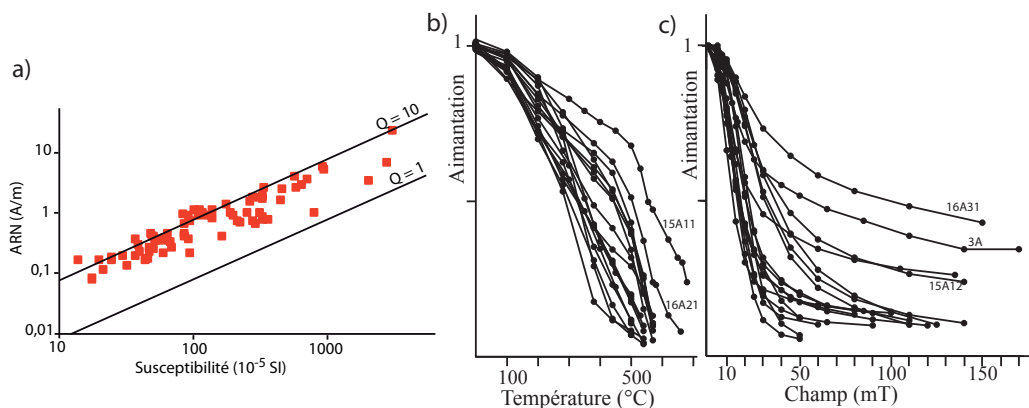 a)
ARN (A/m)
10
1
0,1
0,01
10
100
1000
Susceptibilité (10⁻⁵ SI)
Q = 10
Q = 1
b)
1
Aimantation
15A11
16A21
100
500
Température (°C)
c)
1
Aimantation
16A31
3A
15A12
10
50
100
150
Champ (mT)